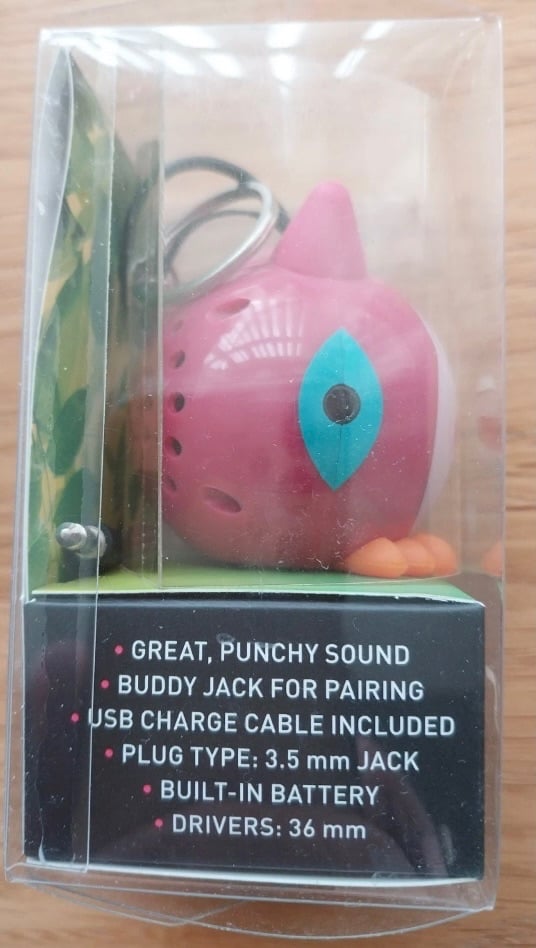 • GREAT, PUNCHY SOUND
• BUDDY JACK FOR PAIRING
• USB CHARGE CABLE INCLUDED
• PLUG TYPE: 3.5 mm JACK
• BUILT-IN BATTERY
• DRIVERS: 36 mm